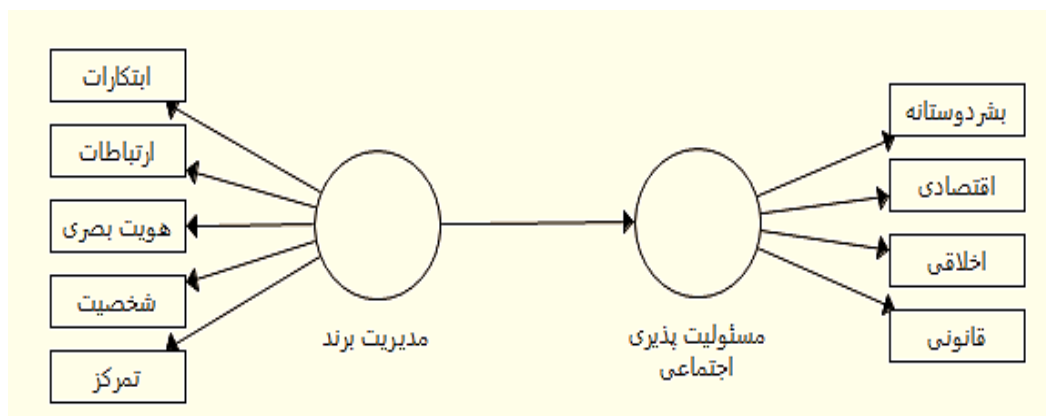 ابتکارات
ارتباطات
هویت بصری
شخصیت
تمرکز
مدیریت برند
مسئولیت پذیری
اجتماعی
بشردوستانه
اقتصادی
اخلاقی
قانونی